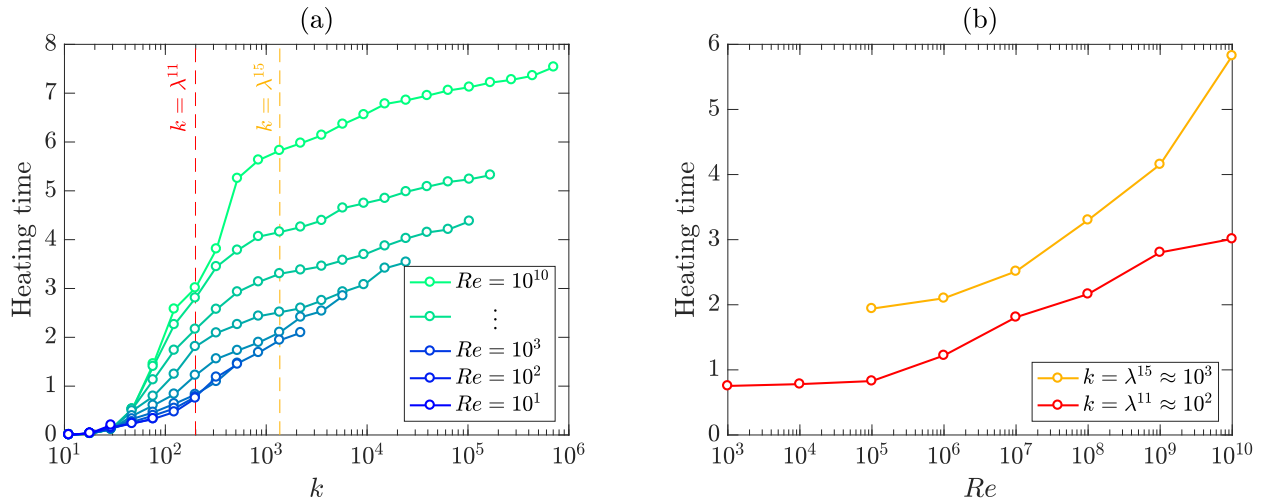 (a)
Heating time
8
7
6
5
4
3
2
1
0
k = λ^11
k = λ^15
Re = 10^10
⋮
Re = 10^3
Re = 10^2
Re = 10^1
10^1 10^2 10^3 10^4 10^5 10^6
k
(b)
Heating time
6
5
4
3
2
1
0
k = λ^15 ≈ 10^3
k = λ^11 ≈ 10^2
10^3 10^4 10^5 10^6 10^7 10^8 10^9 10^10
Re